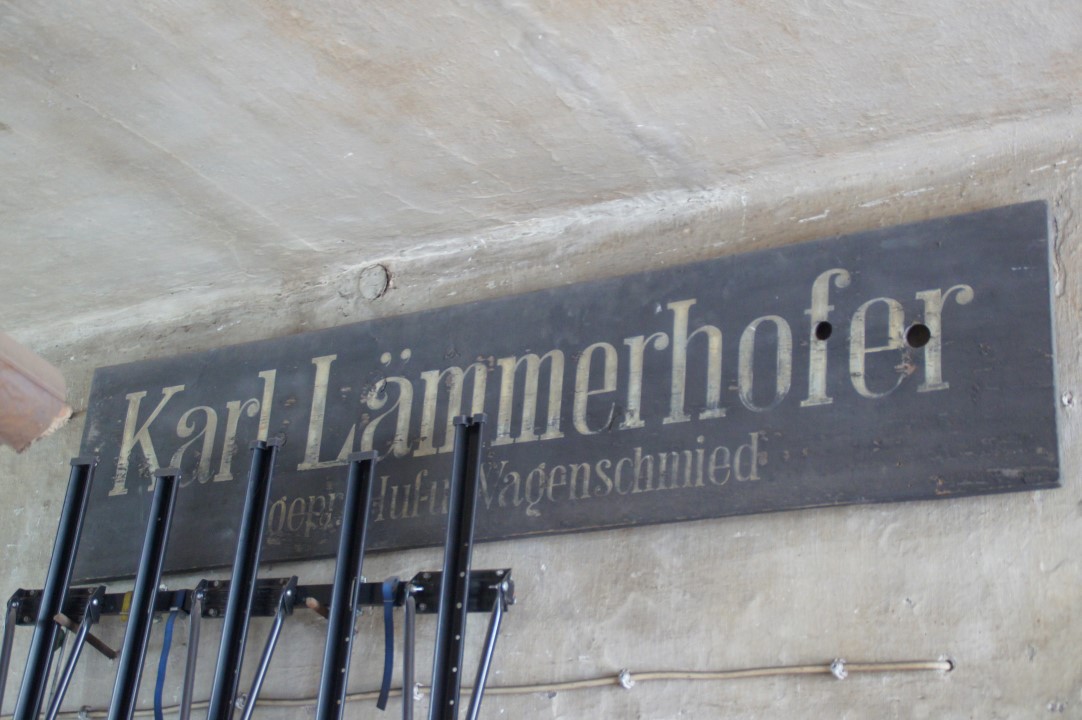 Karl Lämmerhofer
gepr. Huf-u Wagenschmied